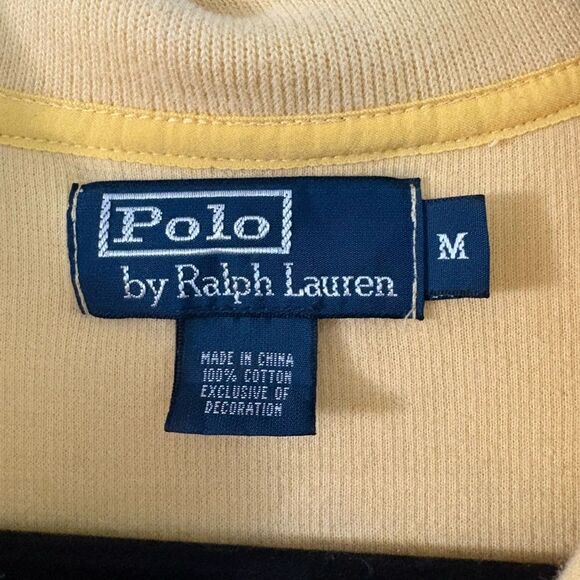 Polo
by Ralph Lauren
M
MADE IN CHINA
100% COTTON
EXCLUSIVE OF
DECORATION